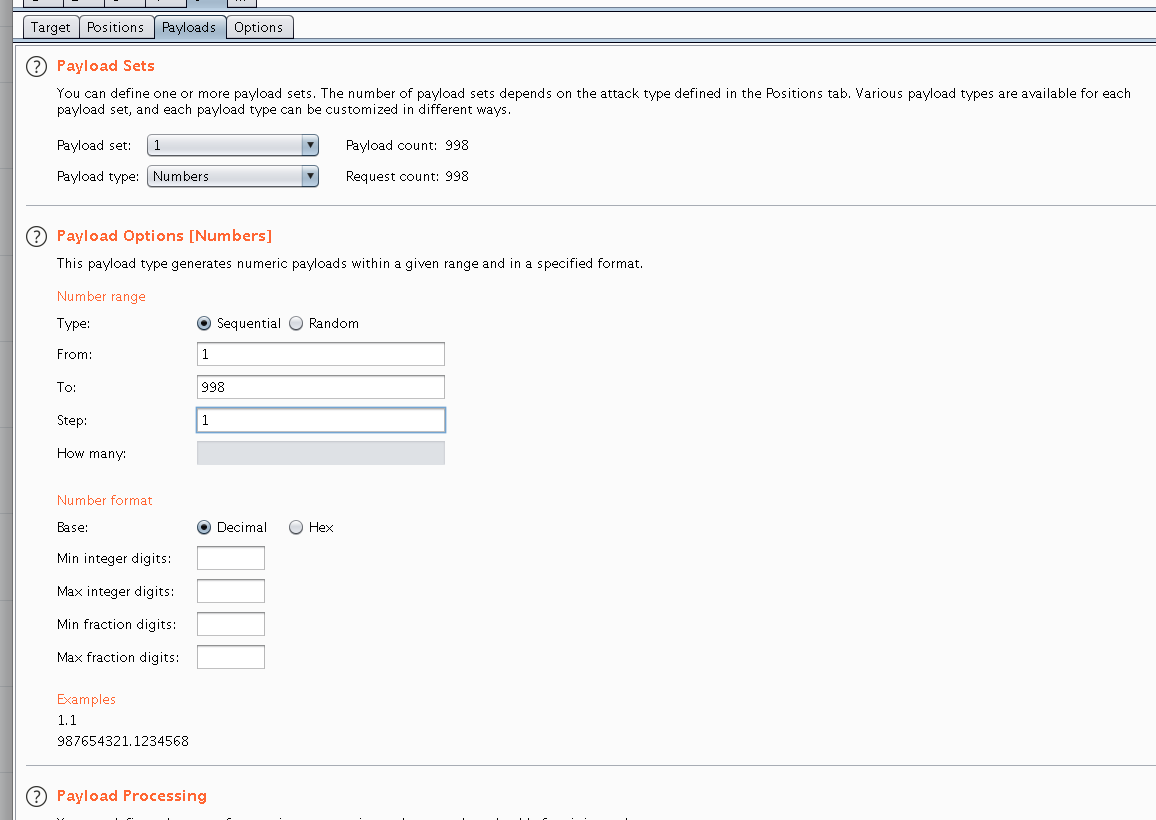 Target Positions Payloads Options
? Payload Sets
You can define one or more payload sets. The number of payload sets depends on the attack type defined in the Positions tab. Various payload types are available for each
payload set, and each payload type can be customized in different ways.
Payload set: 1 Payload count: 998
Payload type: Numbers Request count: 998
? Payload Options [Numbers]
This payload type generates numeric payloads within a given range and in a specified format.
Number range
Type: Sequential Random
From: 1
To: 998
Step: 1
How many:
Number format
Base: Decimal Hex
Min integer digits:
Max integer digits:
Min fraction digits:
Max fraction digits:
Examples
1.1
987654321.1234568
? Payload Processing